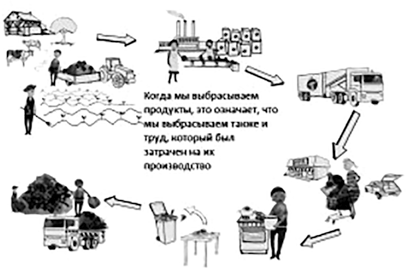 Когда мы выбрасываем
продукты, это означает, что
мы выбрасываем также и
труд, который был
затрачен на их
производство